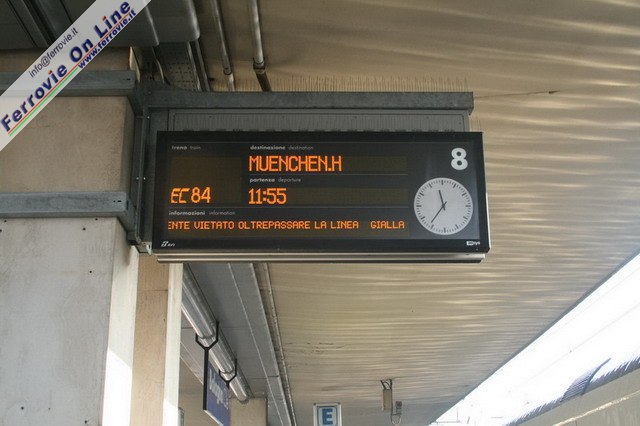 info@ferrovie.it
Ferrovie On Line
www.ferrovie.it
treno train
destinazione destination
MUENCHEN.H
8
partenza departure
EC 84
11:55
informazioni information
ENTE VIETATO OLTREPASSARE LA LINEA GIALLA
E